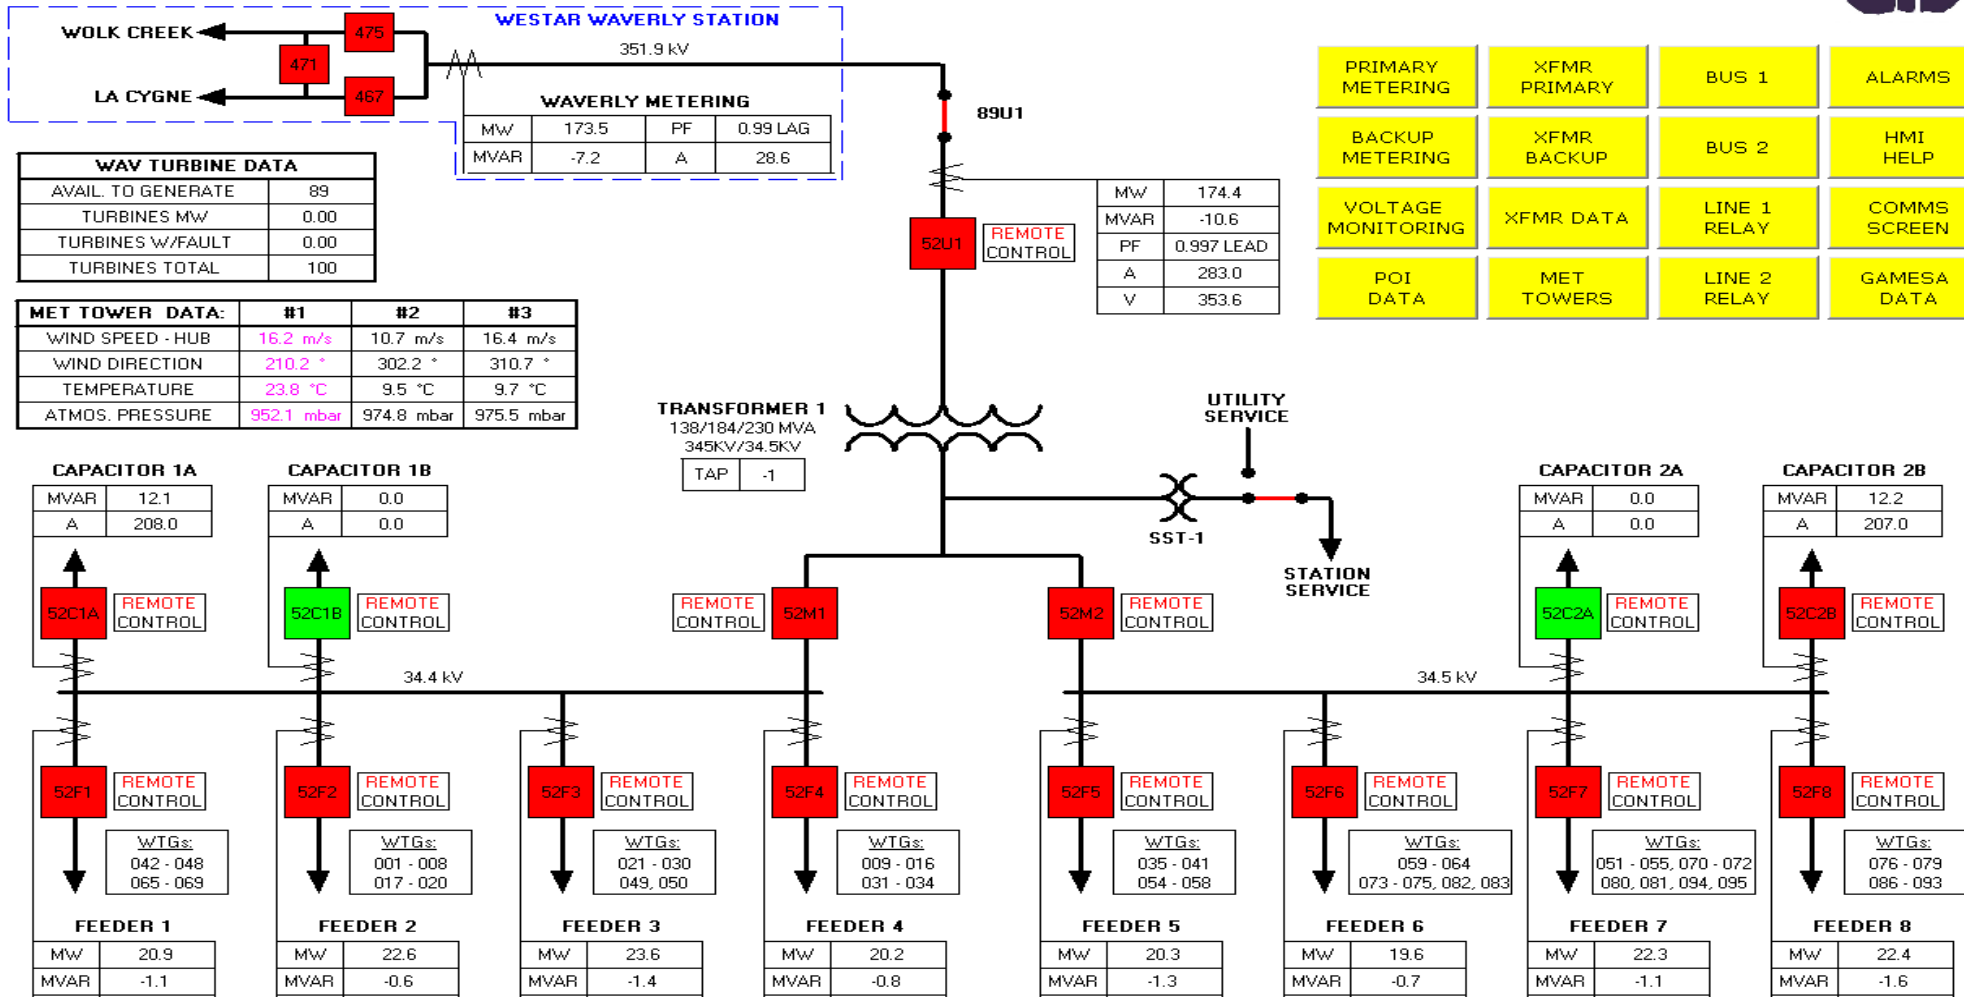 WESTAR WAVERLY STATION
WOLK CREEK
475
351.9 kV
471
LA CYGNE
467
WAVERLY METERING
MW 173.5 PF 0.99 LAG
MVAR -7.2 A 28.6
89U1
PRIMARY METERING
XFMR PRIMARY
BUS 1
ALARMS
BACKUP METERING
XFMR BACKUP
BUS 2
HMI HELP
VOLTAGE MONITORING
XFMR DATA
LINE 1 RELAY
COMMS SCREEN
POI DATA
MET TOWERS
LINE 2 RELAY
GAMESA DATA
WAV TURBINE DATA
AVAIL. TO GENERATE 89
TURBINES MW 0.00
TURBINES W/FAULT 0.00
TURBINES TOTAL 100
52U1
REMOTE
CONTROL
MW 174.4
MVAR -10.6
PF 0.997 LEAD
A 283.0
V 353.6
MET TOWER DATA: #1 #2 #3
WIND SPEED - HUB 16.2 m/s 10.7 m/s 16.4 m/s
WIND DIRECTION 210.2 ° 302.2 ° 310.7 °
TEMPERATURE 23.8 °C 9.5 °C 9.7 °C
ATMOS. PRESSURE 952.1 mbar 974.8 mbar 975.5 mbar
TRANSFORMER 1
138/184/230 MVA
345KV/34.5KV
TAP -1
UTILITY
SERVICE
SST-1
STATION
SERVICE
CAPACITOR 1A
MVAR 12.1
A 208.0
CAPACITOR 1B
MVAR 0.0
A 0.0
CAPACITOR 2A
MVAR 0.0
A 0.0
CAPACITOR 2B
MVAR 12.2
A 207.0
52C1A
REMOTE
CONTROL
52C1B
REMOTE
CONTROL
REMOTE
CONTROL
52M1
52M2
REMOTE
CONTROL
52C2A
REMOTE
CONTROL
52C2B
REMOTE
CONTROL
34.4 kV
34.5 kV
52F1
REMOTE
CONTROL
52F2
REMOTE
CONTROL
52F3
REMOTE
CONTROL
52F4
REMOTE
CONTROL
52F5
REMOTE
CONTROL
52F6
REMOTE
CONTROL
52F7
REMOTE
CONTROL
52F8
REMOTE
CONTROL
WTGs:
042 - 048
065 - 069
WTGs:
001 - 008
017 - 020
WTGs:
021 - 030
049, 050
WTGs:
009 - 016
031 - 034
WTGs:
035 - 041
054 - 058
WTGs:
059 - 064
073 - 075, 082, 083
WTGs:
051 - 055, 070 - 072
080, 081, 094, 095
WTGs:
076 - 079
086 - 093
FEEDER 1
MW 20.9
MVAR -1.1
FEEDER 2
MW 22.6
MVAR -0.6
FEEDER 3
MW 23.6
MVAR -1.4
FEEDER 4
MW 20.2
MVAR -0.8
FEEDER 5
MW 20.3
MVAR -1.3
FEEDER 6
MW 19.6
MVAR -0.7
FEEDER 7
MW 22.3
MVAR -1.1
FEEDER 8
MW 22.4
MVAR -1.6